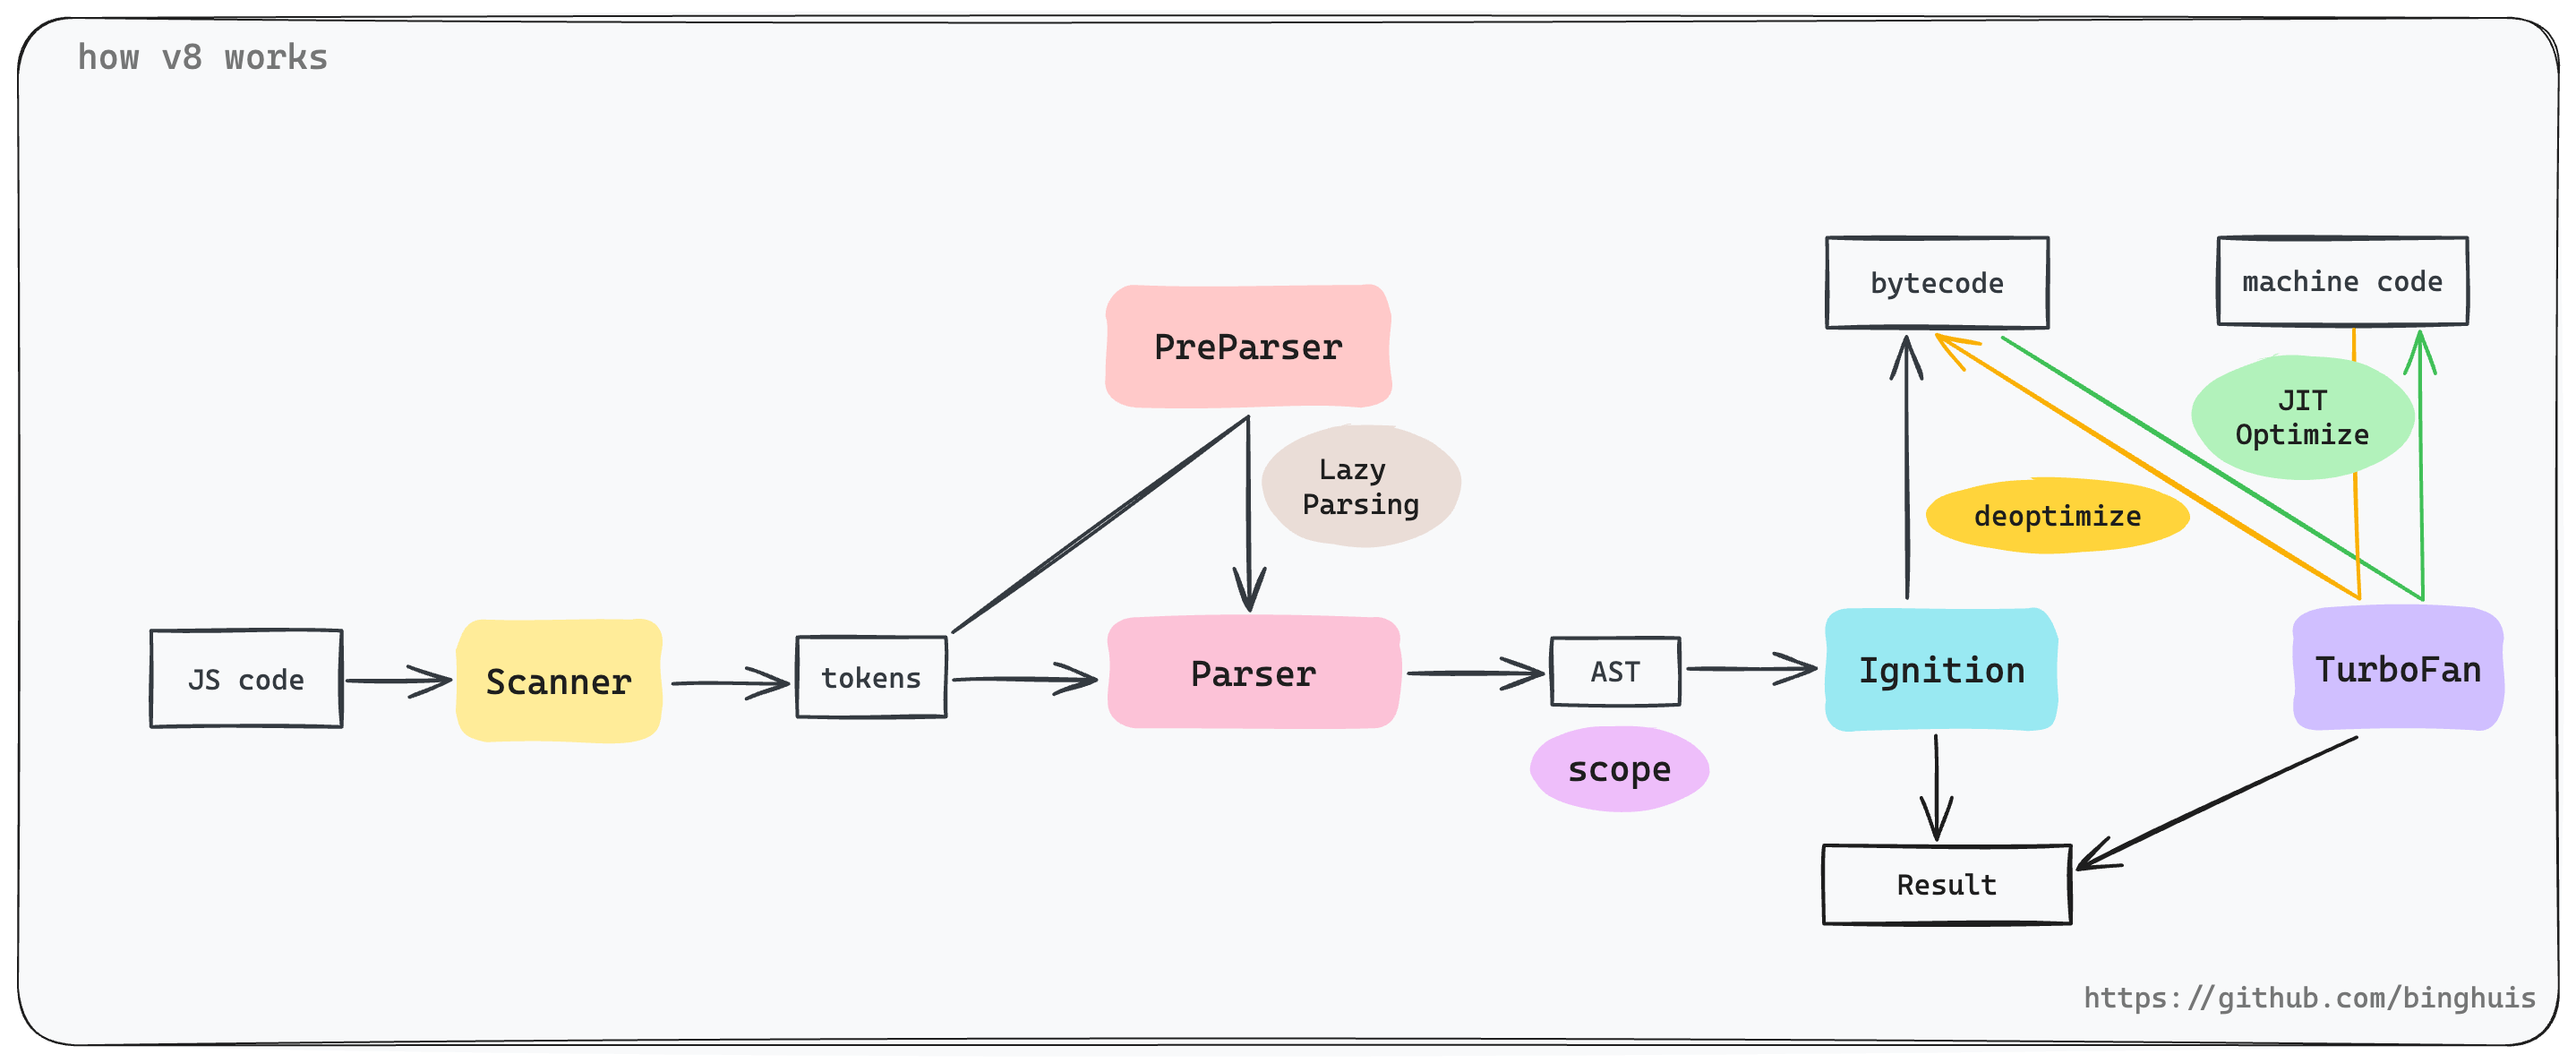 how v8 works
bytecode
machine code
PreParser
JIT
Optimize
Lazy
Parsing
deoptimize
JS code
Scanner
tokens
Parser
AST
Ignition
TurboFan
scope
Result
https://github.com/binghuis